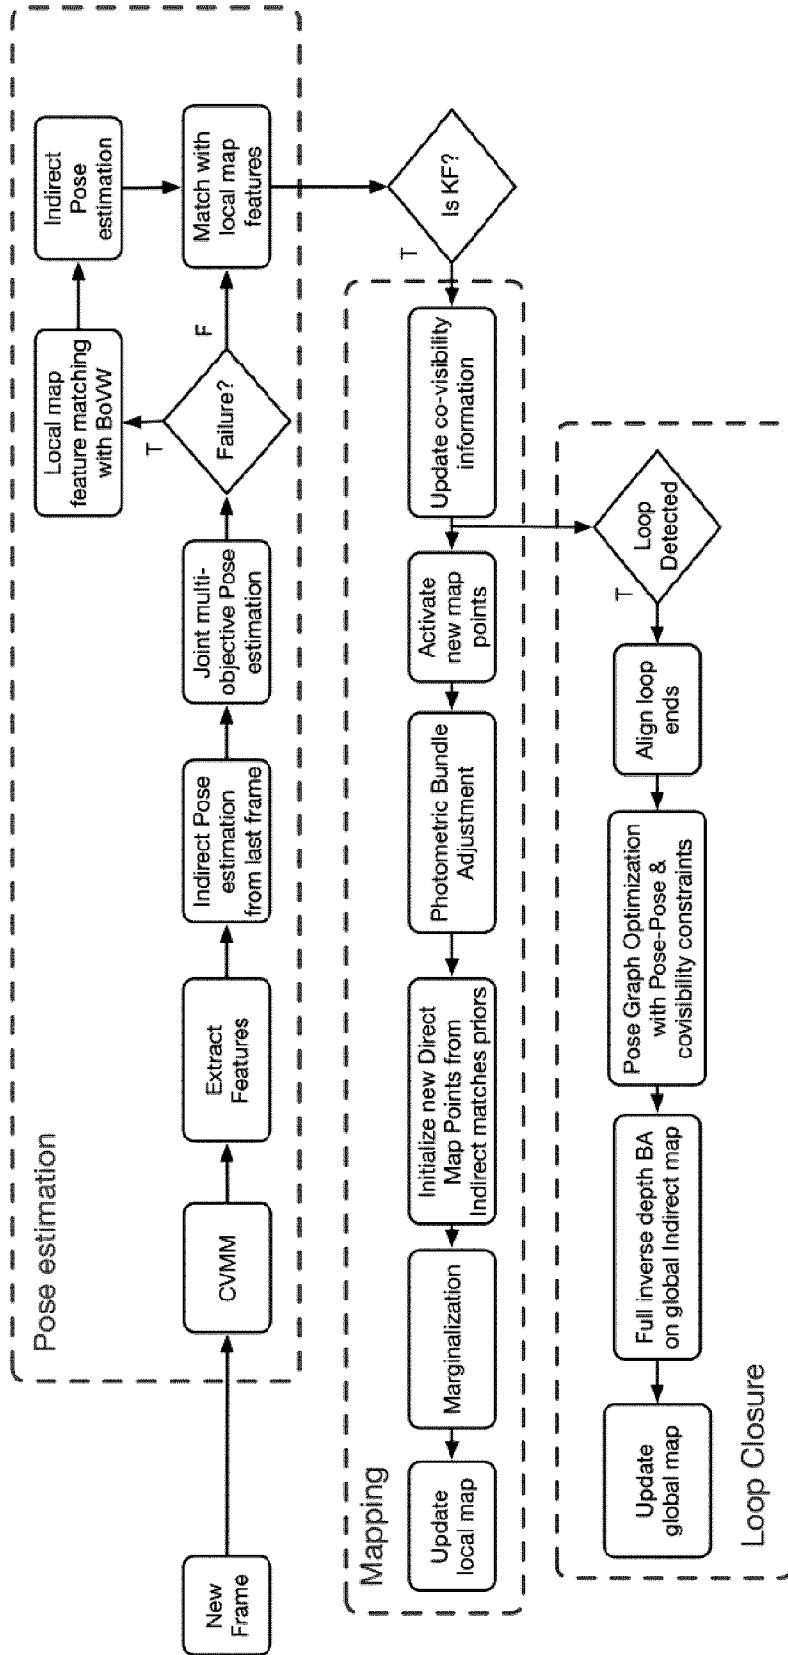 Pose estimation
New
Frame
CVMM
Extract
Features
Indirect Pose
estimation
from last frame
Joint multi-
objective Pose
estimation
Failure?
T
F
Local map
feature matching
with BoVW
Indirect
Pose
estimation
Match with
local map
features
Is KF?
T
Mapping
Update co-visibility
information
Activate
new map
points
Photometric Bundle
Adjustment
Initialize new Direct
Map Points from
Indirect matches priors
Marginalization
Update
local map
Loop
Detected
T
Align loop
ends
Pose Graph Optimization
with Pose-Pose &
covisibility constraints
Full inverse depth BA
on global Indirect map
Update
global map
Loop Closure